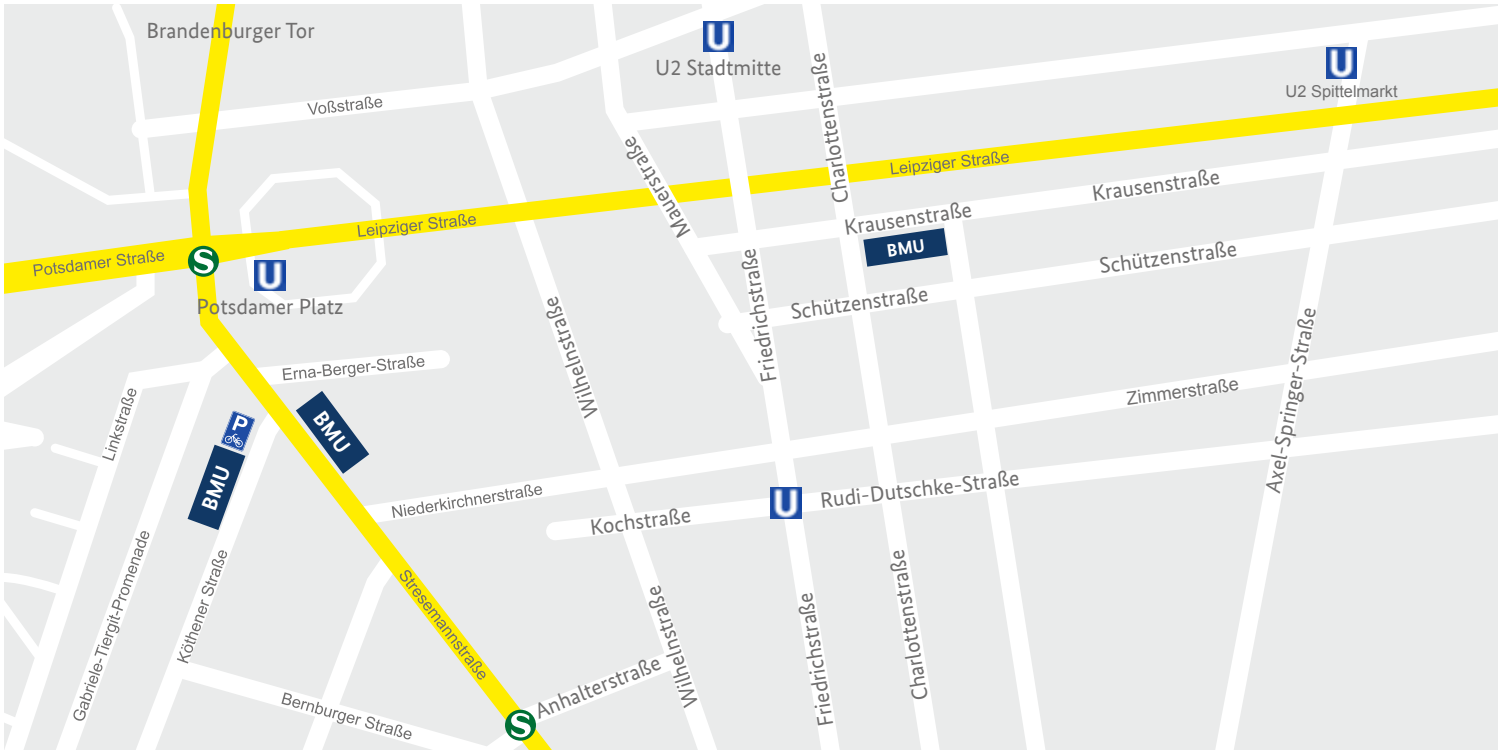 Brandenburger Tor
U
U2 Stadtmitte
U
U2 Spittelmarkt
Voßstraße
Charlottenstraße
Mauerstraße
Leipziger Straße
Krausenstraße
Krausenstraße
BMU
Leipziger Straße
Potsdamer Straße
S
U
Potsdamer Platz
Schützenstraße
Schützenstraße
Friedrichstraße
Wilhelnstraße
Erna-Berger-Straße
Axel-Springer-Straße
Zimmerstraße
Linkstraße
P
BMU
BMU
Niederkirchnerstraße
Kochstraße
U
Rudi-Dutschke-Straße
Gabriele-Tiergit-Promenade
Köthener Straße
Stresemannstraße
Wilhelnstraße
Friedrichstraße
Charlottenstraße
Anhalterstraße
Bernburger Straße
S